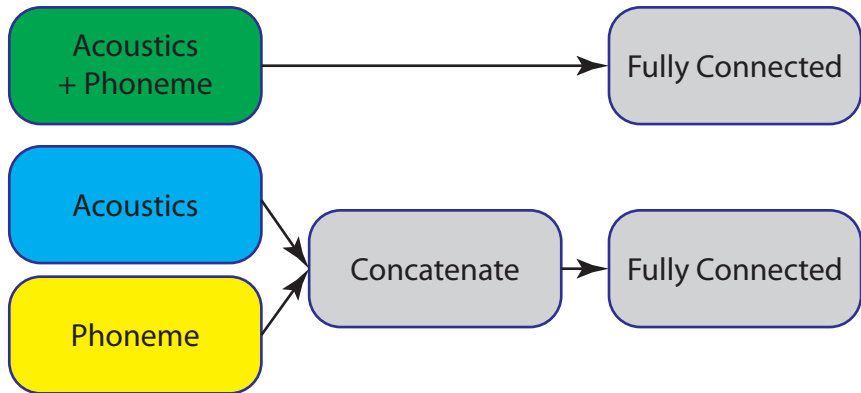 Acoustics
+ Phoneme
Fully Connected
Acoustics
Phoneme
Concatenate
Fully Connected